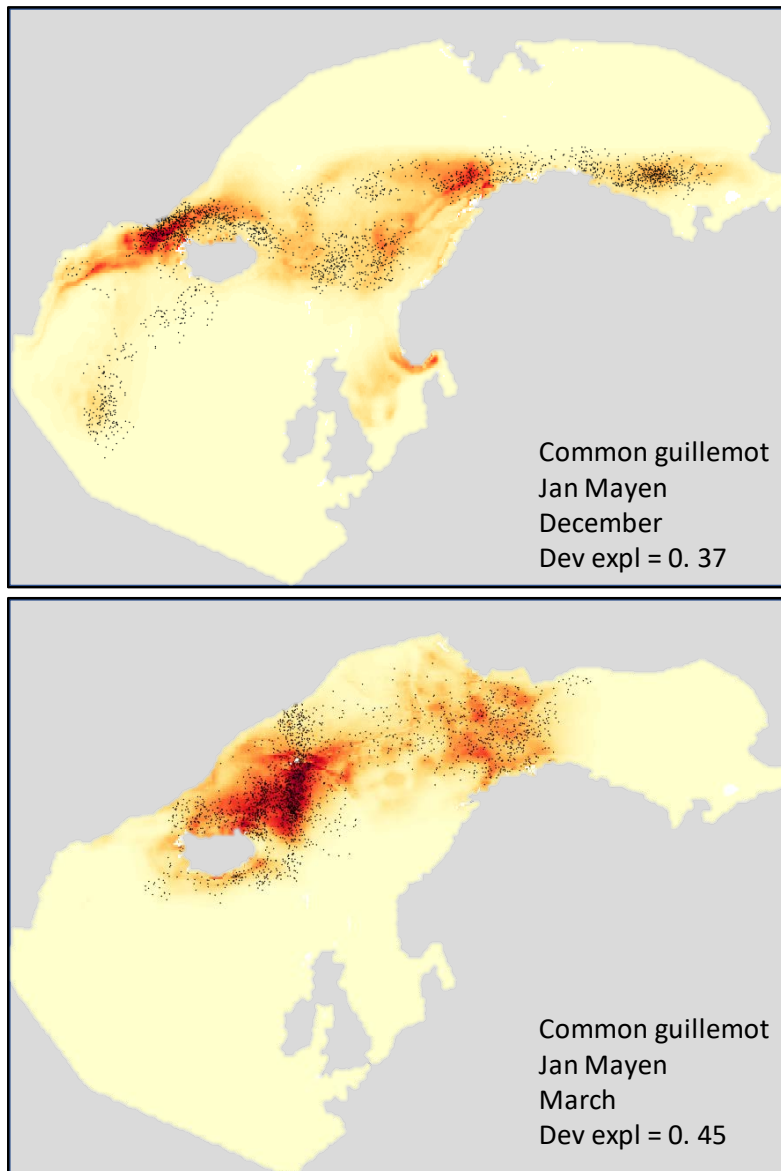 Common guillemot
Jan Mayen
December
Dev expl = 0. 37
Common guillemot
Jan Mayen
March
Dev expl = 0. 45